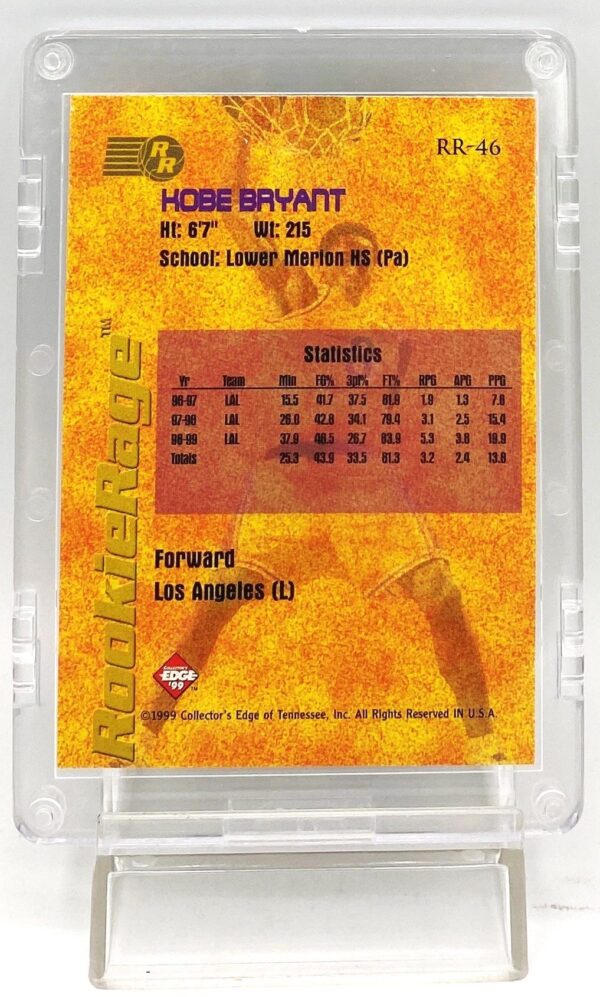 RR
RR-46
KOBE BRYANT
Ht: 6'7" Wt: 215
School: Lower Merion HS (Pa)
RookieRage™
Statistics
Yr Team Min FG% 3pt% FT% RPG APG PPG
96-97 LAL 15.5 41.7 37.5 81.9 1.9 1.3 7.6
97-98 LAL 26.0 42.8 34.1 79.4 3.1 2.5 15.4
98-99 LAL 37.9 46.5 26.7 83.9 5.3 3.8 19.9
Totals 25.3 43.9 33.5 81.3 3.2 2.4 13.8
Forward
Los Angeles (L)
COLLECTOR'S
EDGE
'99 ™
©1999 Collector's Edge of Tennessee, Inc. All Rights Reserved IN U.S.A.